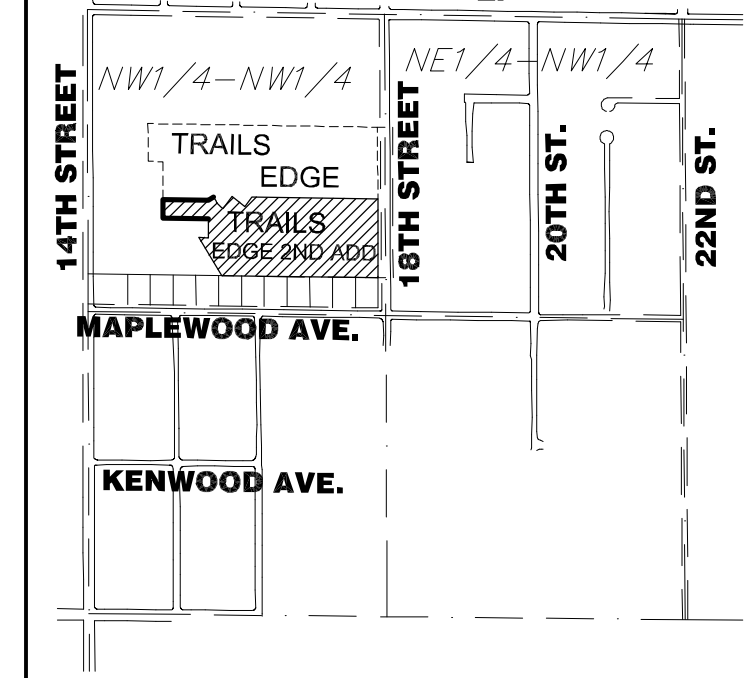 NW1/4-NW1/4
NE1/4-NW1/4
14TH STREET
TRAILS
EDGE
TRAILS
EDGE 2ND ADD
18TH STREET
20TH ST.
22ND ST.
MAPLEWOOD AVE.
KENWOOD AVE.